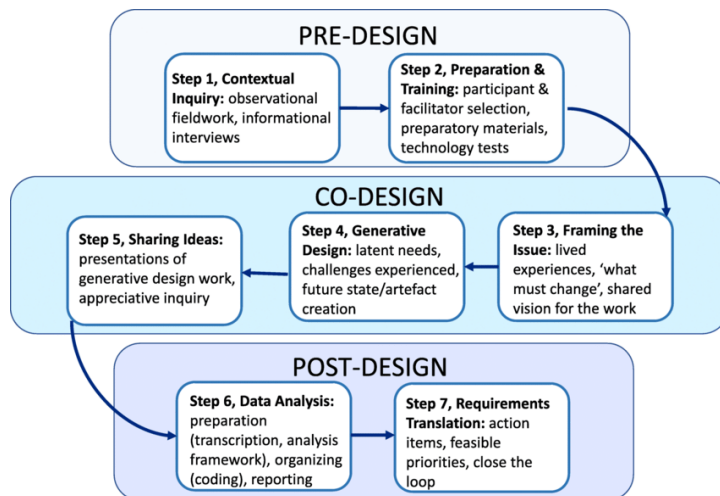 PRE-DESIGN
Step 1, Contextual
Inquiry: observational
fieldwork, informational
interviews
Step 2, Preparation &
Training: participant &
facilitator selection,
preparatory materials,
technology tests
CO-DESIGN
Step 3, Framing the
Issue: lived
experiences, ‘what
must change’, shared
vision for the work
Step 4, Generative
Design: latent needs,
challenges experienced,
future state/artefact
creation
Step 5, Sharing Ideas:
presentations of
generative design work,
appreciative inquiry
POST-DESIGN
Step 6, Data Analysis:
preparation
(transcription, analysis
framework), organizing
(coding), reporting
Step 7, Requirements
Translation: action
items, feasible
priorities, close the
loop